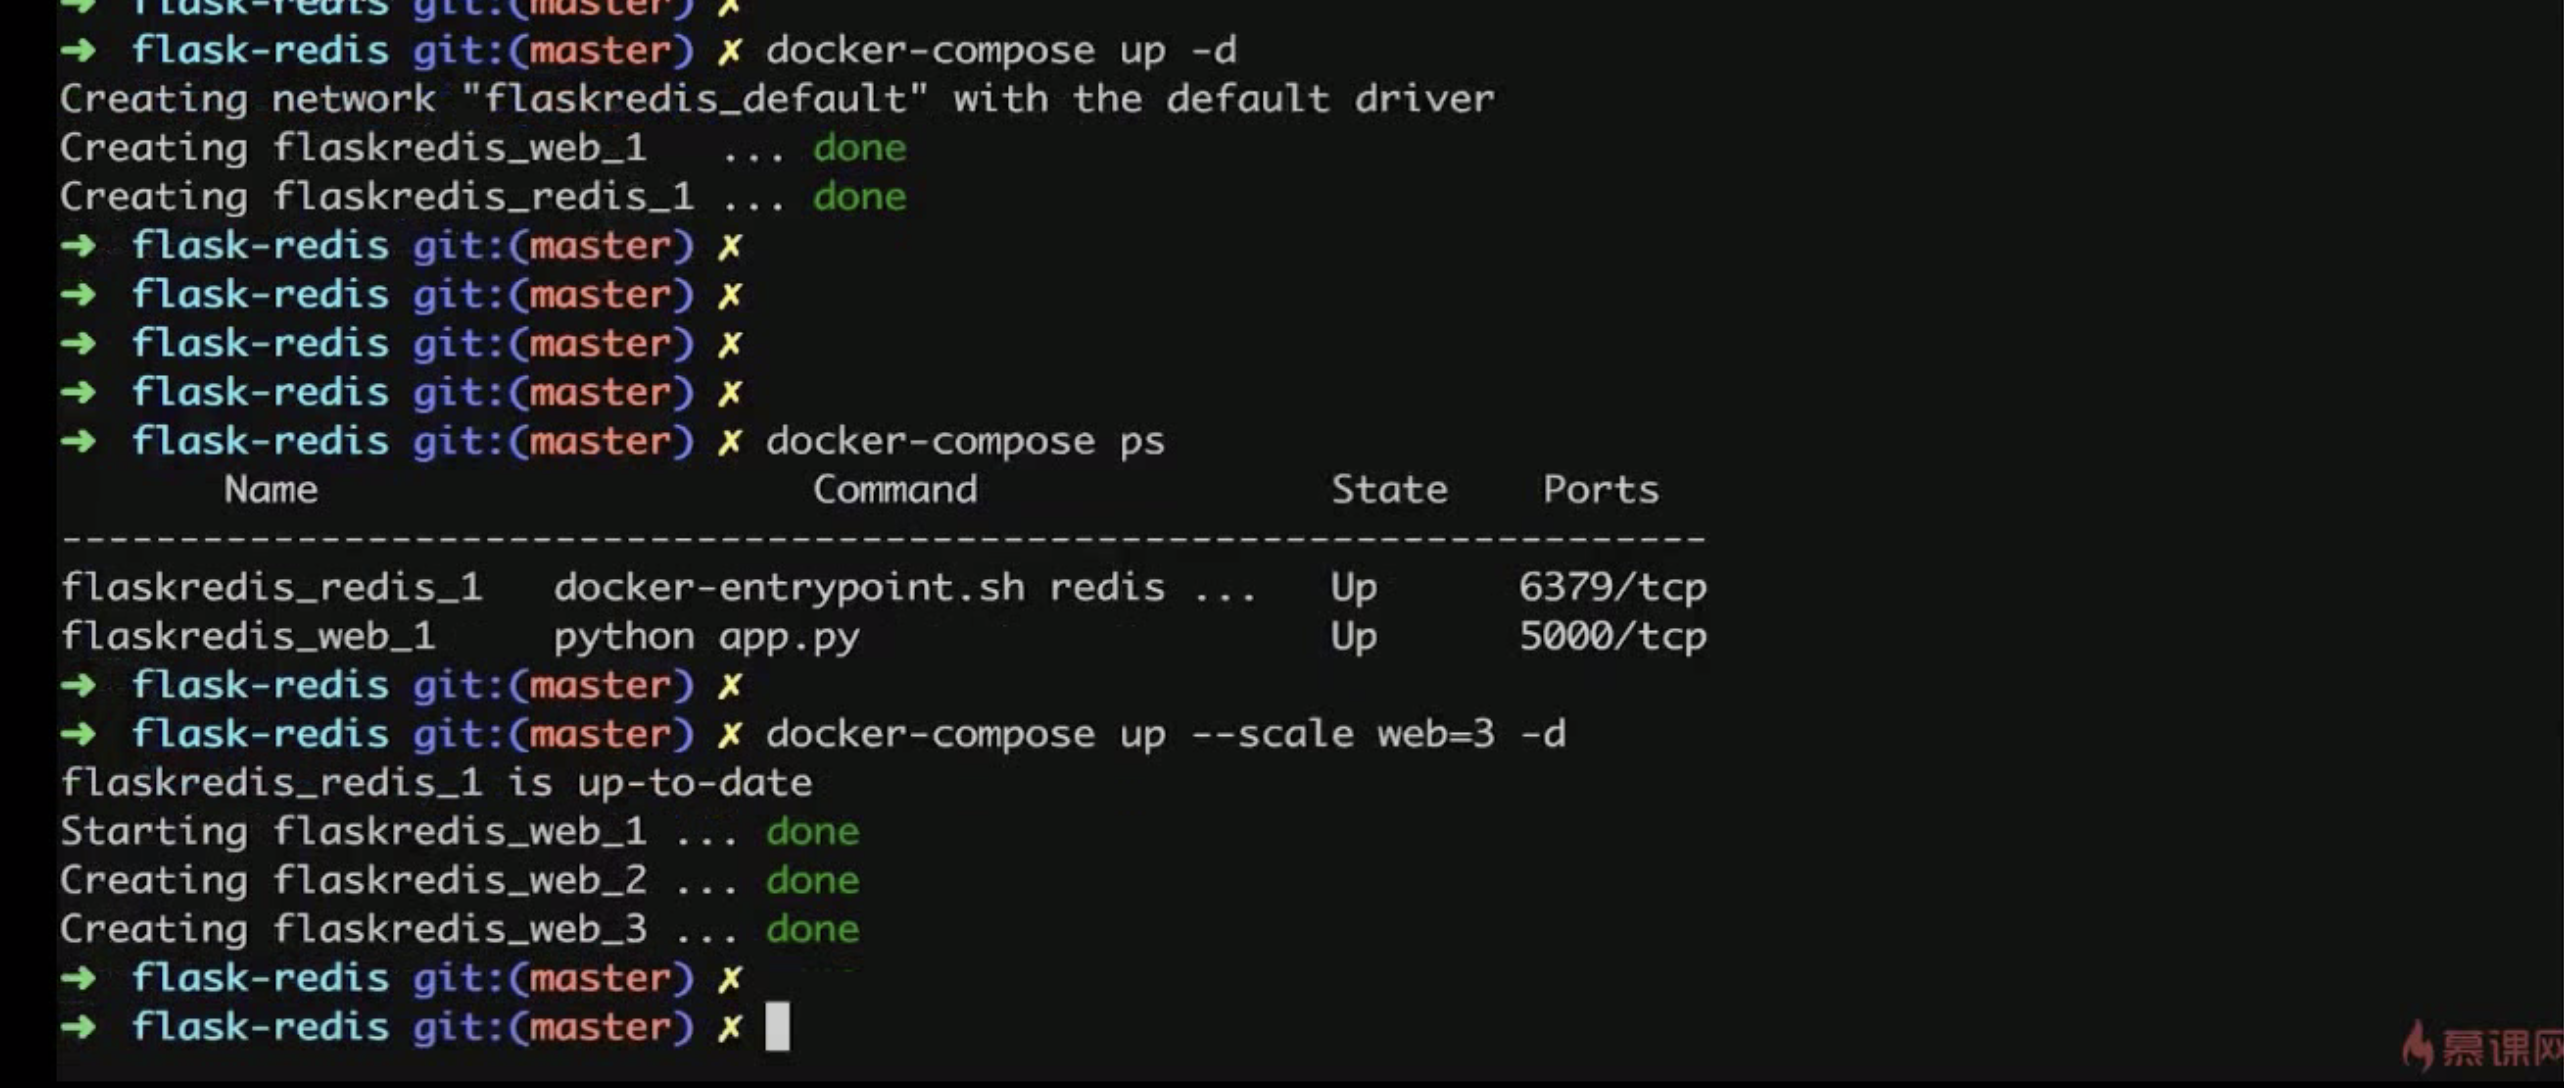 ➜ flask-redis git:(master) ✗
➜ flask-redis git:(master) ✗ docker-compose up -d
Creating network "flaskredis_default" with the default driver
Creating flaskredis_web_1   ... done
Creating flaskredis_redis_1 ... done
➜ flask-redis git:(master) ✗
➜ flask-redis git:(master) ✗
➜ flask-redis git:(master) ✗
➜ flask-redis git:(master) ✗
➜ flask-redis git:(master) ✗ docker-compose ps
Name Command State Ports
----------------------------------------------------------------------
flaskredis_redis_1   docker-entrypoint.sh redis ...   Up      6379/tcp
flaskredis_web_1     python app.py                    Up      5000/tcp
➜ flask-redis git:(master) ✗
➜ flask-redis git:(master) ✗ docker-compose up --scale web=3 -d
flaskredis_redis_1 is up-to-date
Starting flaskredis_web_1 ... done
Creating flaskredis_web_2 ... done
Creating flaskredis_web_3 ... done
➜ flask-redis git:(master) ✗
➜ flask-redis git:(master) ✗
慕课网